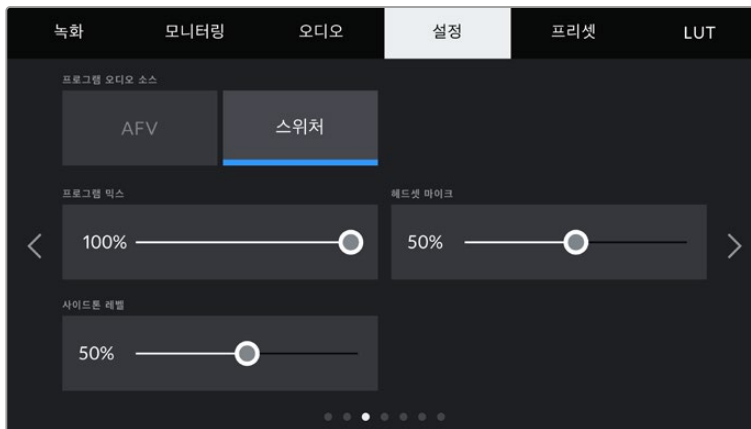 녹화 모니터링 오디오 설정 프리셋 LUT
프로그램 오디오 소스
AFV 스위처
프로그램 믹스 헤드셋 마이크
100% 50%
사이드톤 레벨
50%